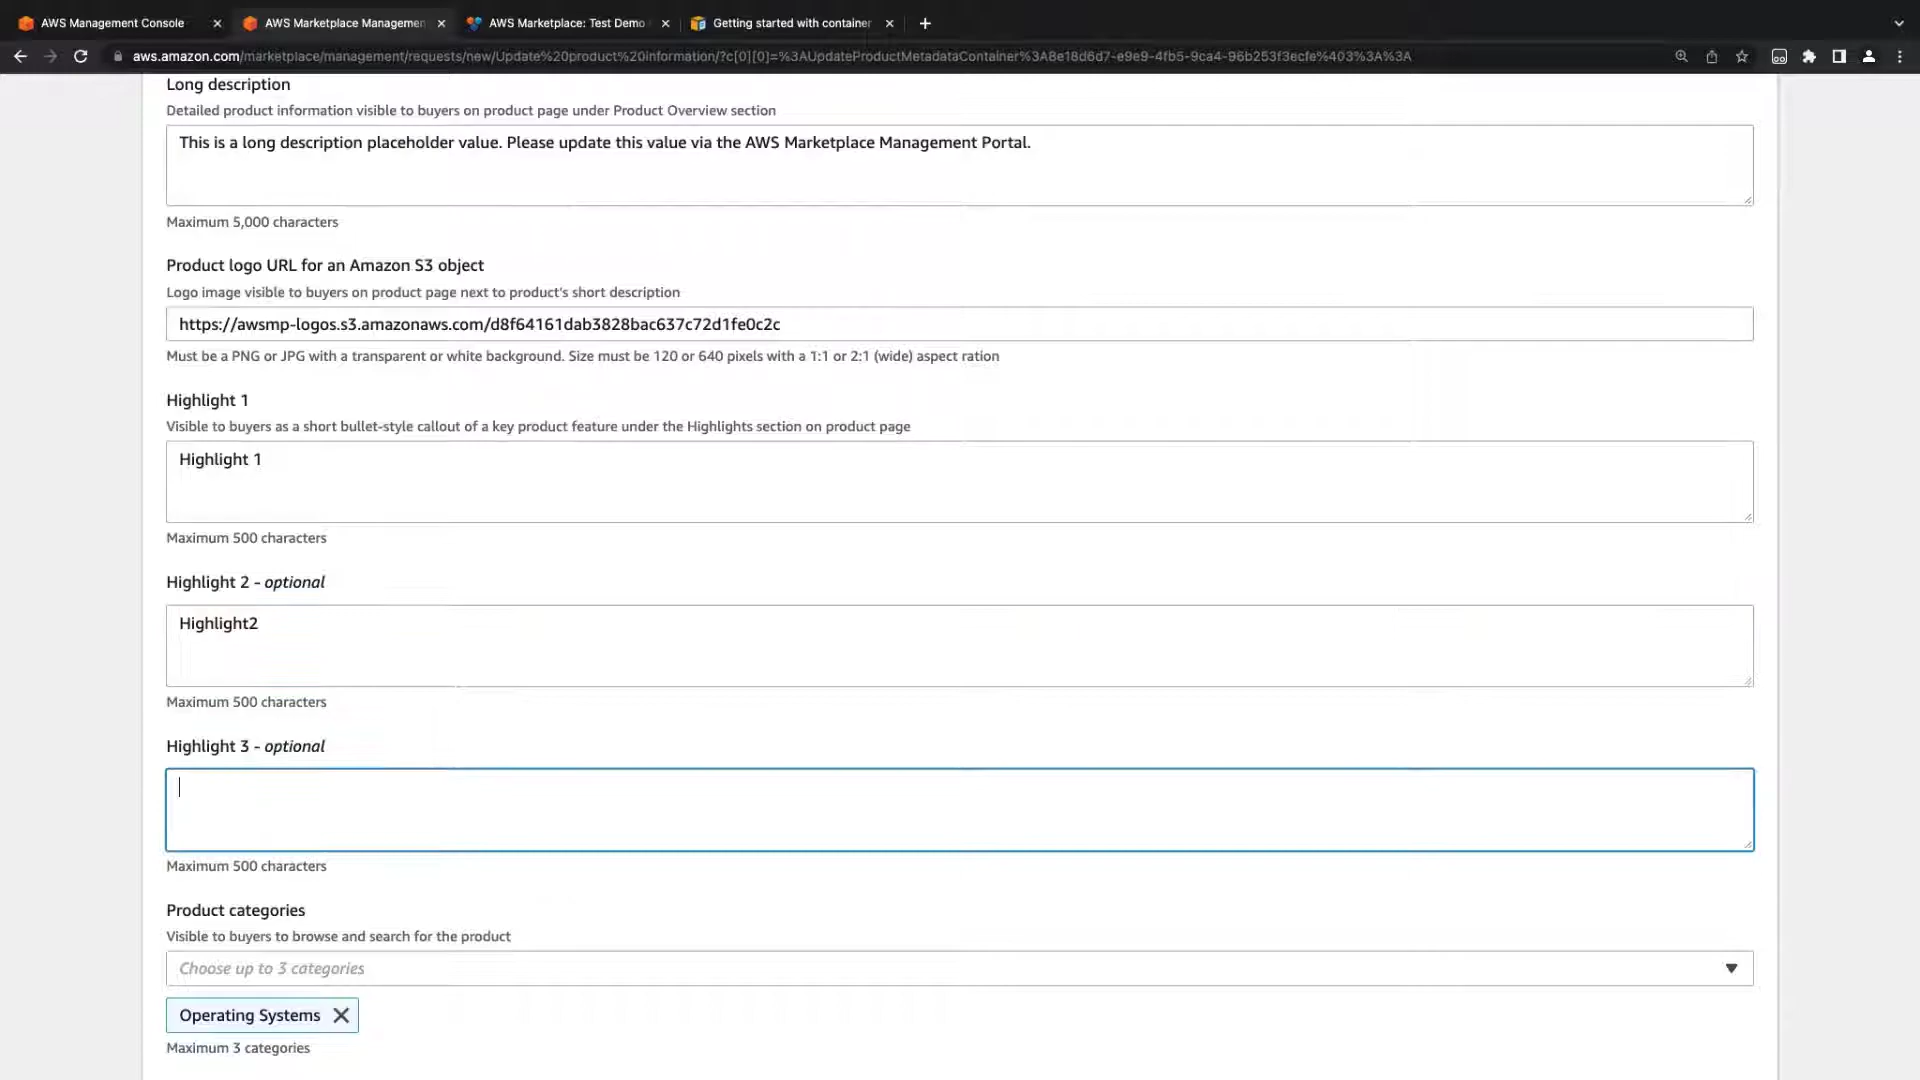 AWS Management Console
AWS Marketplace Managemen
AWS Marketplace: Test Demo
Getting started with container
aws.amazon.com/marketplace/management/requests/new/Update%20product%20information/?c[0][0]=%3AUpdateProductMetadataContainer%3A8e18d6d7-e9e9-4fb5-9ca4-96b253f3ecfe%403%3A%3A
Long description
Detailed product information visible to buyers on product page under Product Overview section
This is a long description placeholder value. Please update this value via the AWS Marketplace Management Portal.
Maximum 5,000 characters
Product logo URL for an Amazon S3 object
Logo image visible to buyers on product page next to product's short description
https://awsmp-logos.s3.amazonaws.com/d8f64161dab3828bac637c72d1fe0c2c
Must be a PNG or JPG with a transparent or white background. Size must be 120 or 640 pixels with a 1:1 or 2:1 (wide) aspect ration
Highlight 1
Visible to buyers as a short bullet-style callout of a key product feature under the Highlights section on product page
Highlight 1
Maximum 500 characters
Highlight 2 - optional
Highlight2
Maximum 500 characters
Highlight 3 - optional
Maximum 500 characters
Product categories
Visible to buyers to browse and search for the product
Choose up to 3 categories
Operating Systems
Maximum 3 categories